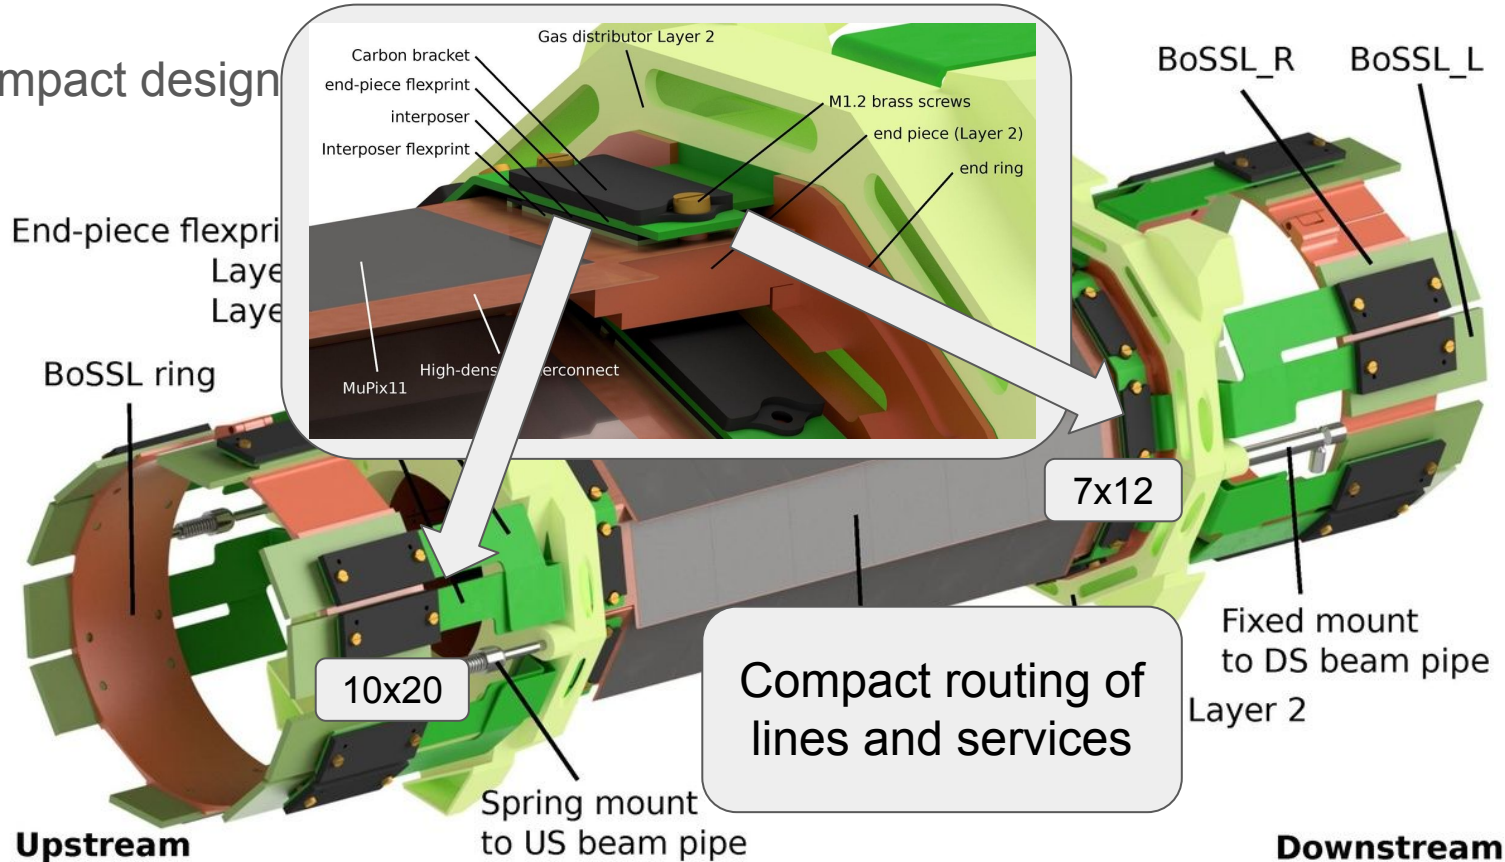 mpact design
Carbon bracket
end-piece flexprint
interposer
Interposer flexprint
Gas distributor Layer 2
M1.2 brass screws
end piece (Layer 2)
end ring
MuPix11
High-dens erconnect
BoSSL_R
BoSSL_L
End-piece flexpri
Laye
Laye
BoSSL ring
7x12
10x20
Compact routing of
lines and services
Fixed mount
to DS beam pipe
Layer 2
Spring mount
to US beam pipe
Upstream
Downstream